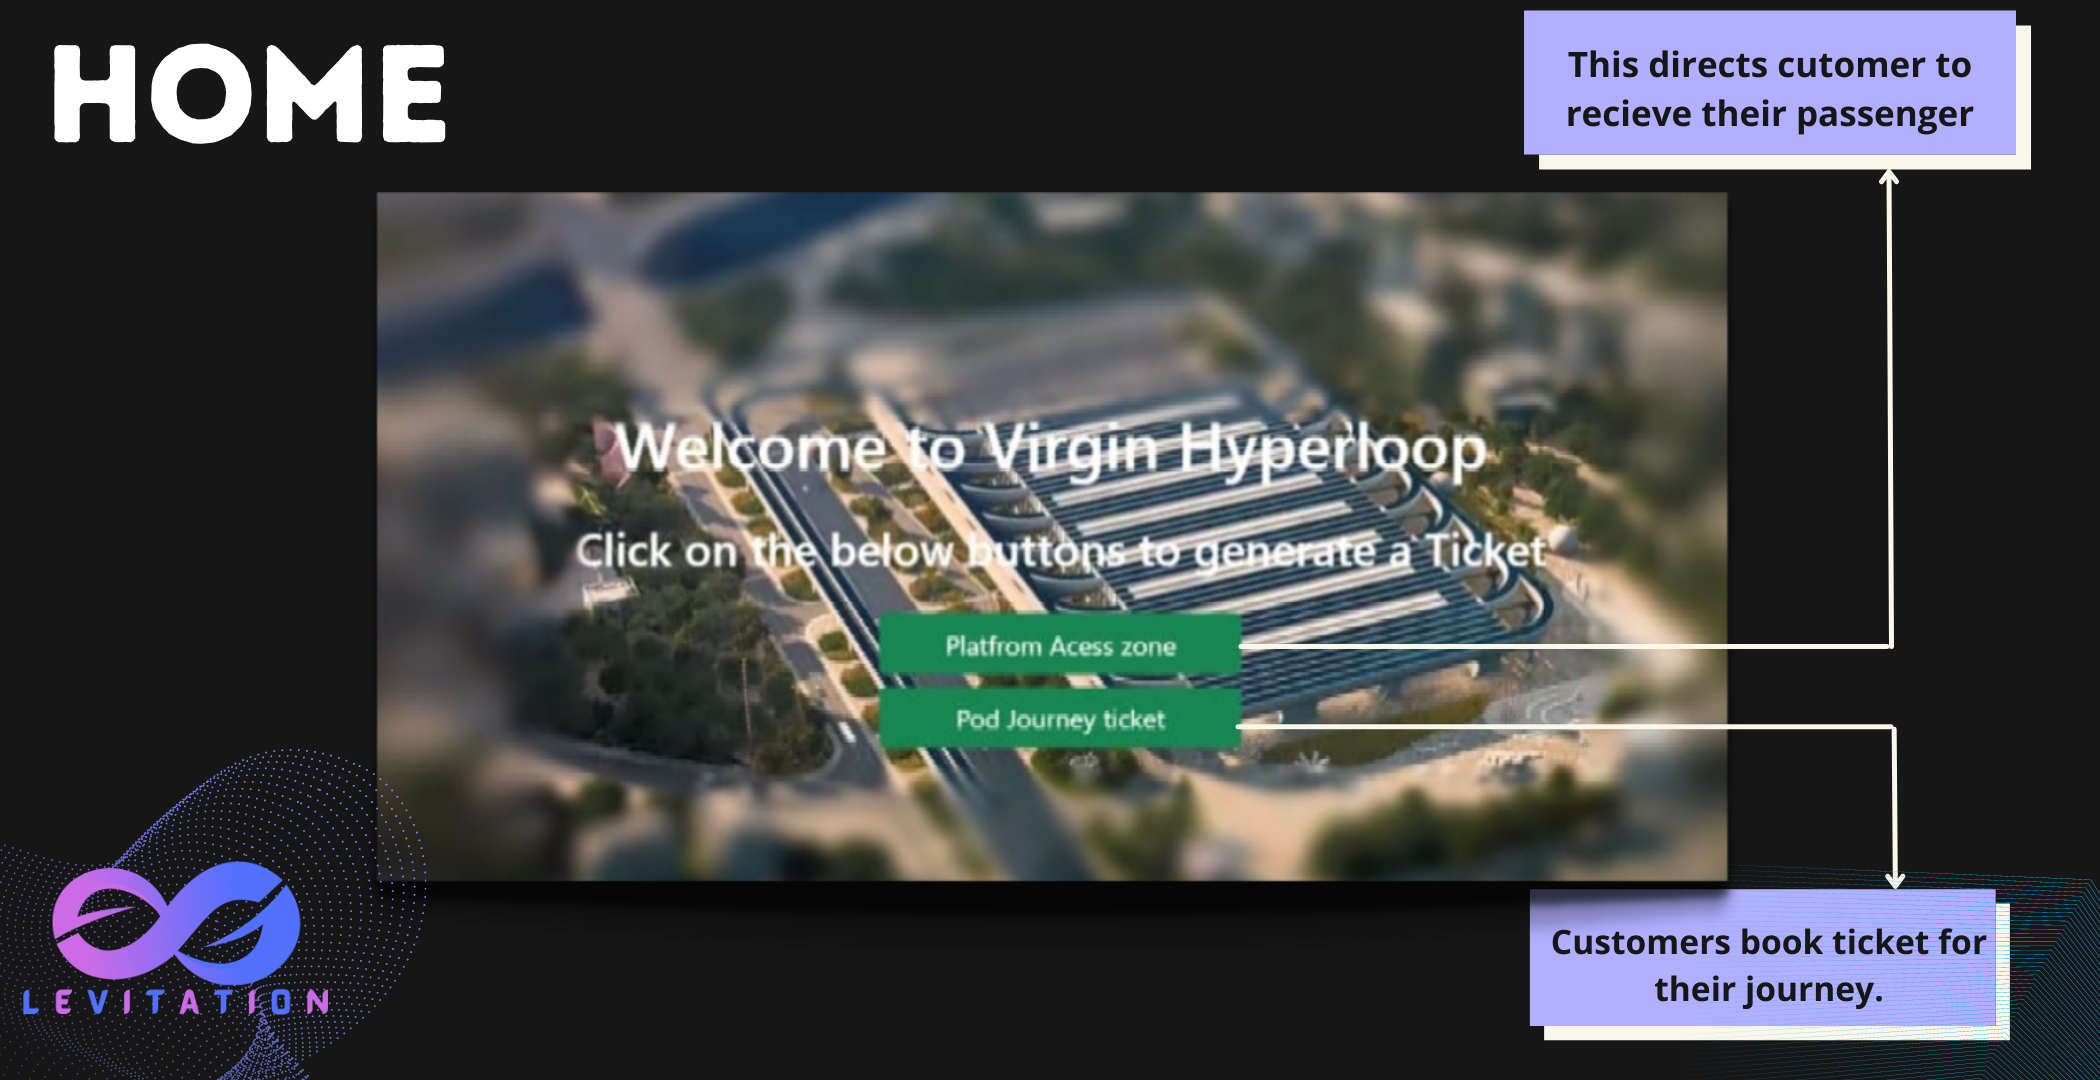 HOME
This directs cutomer to
recieve their passenger
Welcome to Virgin Hyperloop
Click on the below buttons to generate a Ticket
Platfrom Acess zone
Pod Journey ticket
Customers book ticket for
their journey.
LEVITATION